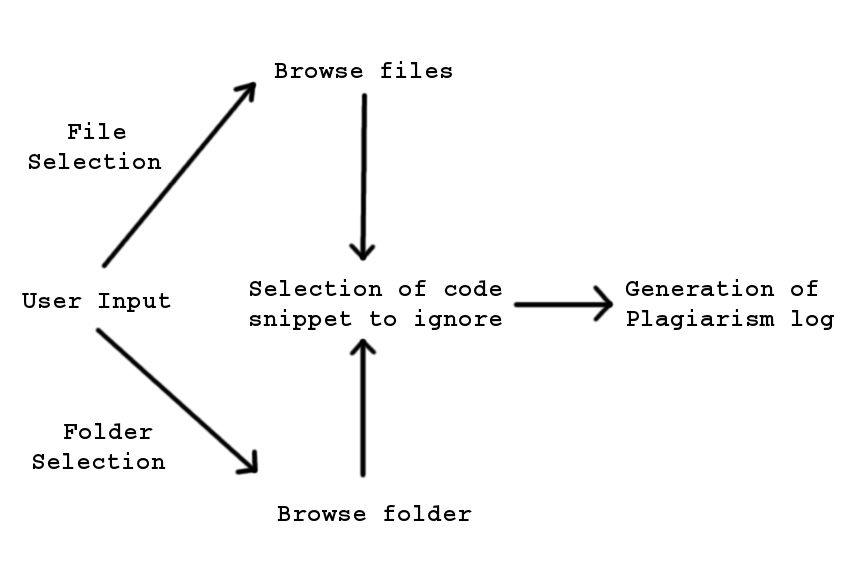 Browse files
File
Selection
User Input
Selection of code
snippet to ignore
Generation of
Plagiarism log
Folder
Selection
Browse folder